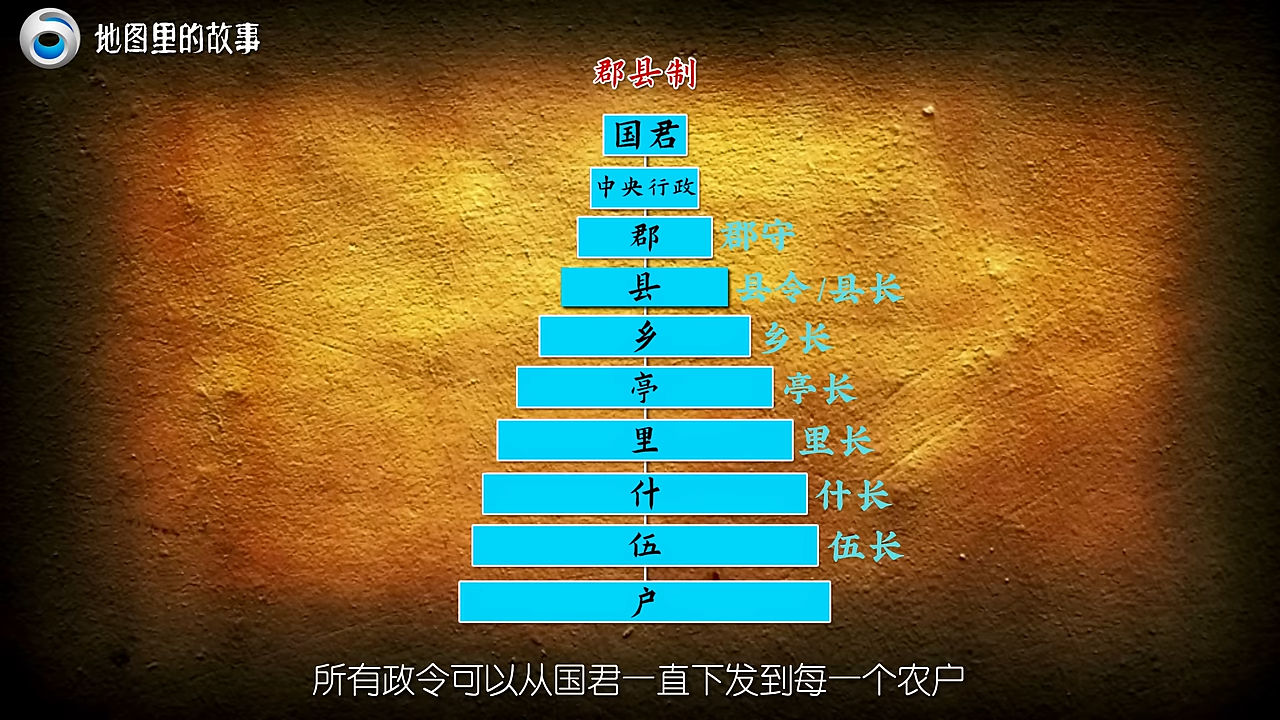 地图里的故事
郡县制
国君
中央行政
郡 郡守
县 县令/县长
乡 乡长
亭 亭长
里 里长
什 什长
伍 伍长
户
所有政令可以从国君一直下发到每一个农户